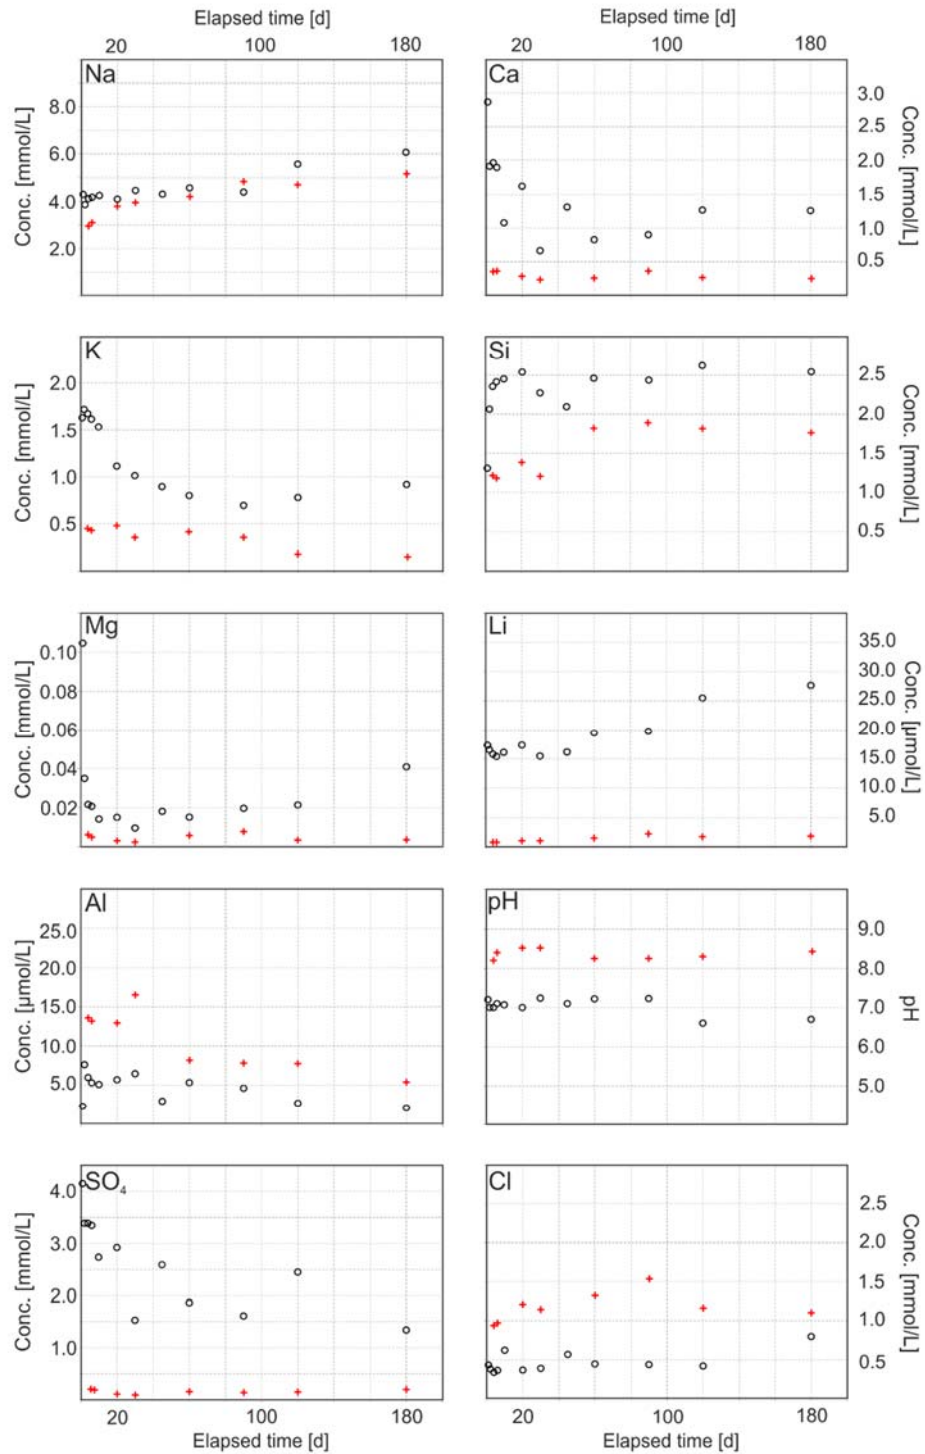 Elapsed time [d]
Elapsed time [d]
20 100 180
20 100 180
Na
Ca
Conc. [mmol/L]
8.0
6.0
4.0
2.0
3.0
2.5
2.0
1.5
1.0
0.5
Conc. [mmol/L]
K
Si
Conc. [mmol/L]
2.0
1.5
1.0
0.5
2.5
2.0
1.5
1.0
0.5
Conc. [mmol/L]
Mg
Li
Conc. [mmol/L]
0.10
0.08
0.06
0.04
0.02
35.0
30.0
25.0
20.0
15.0
10.0
5.0
Conc. [µmol/L]
Al
pH
Conc. [µmol/L]
25.0
20.0
15.0
10.0
5.0
9.0
8.0
7.0
6.0
5.0
pH
SO₄
Cl
Conc. [mmol/L]
4.0
3.0
2.0
1.0
2.5
2.0
1.5
1.0
0.5
Conc. [mmol/L]
20 100 180
20 100 180
Elapsed time [d]
Elapsed time [d]